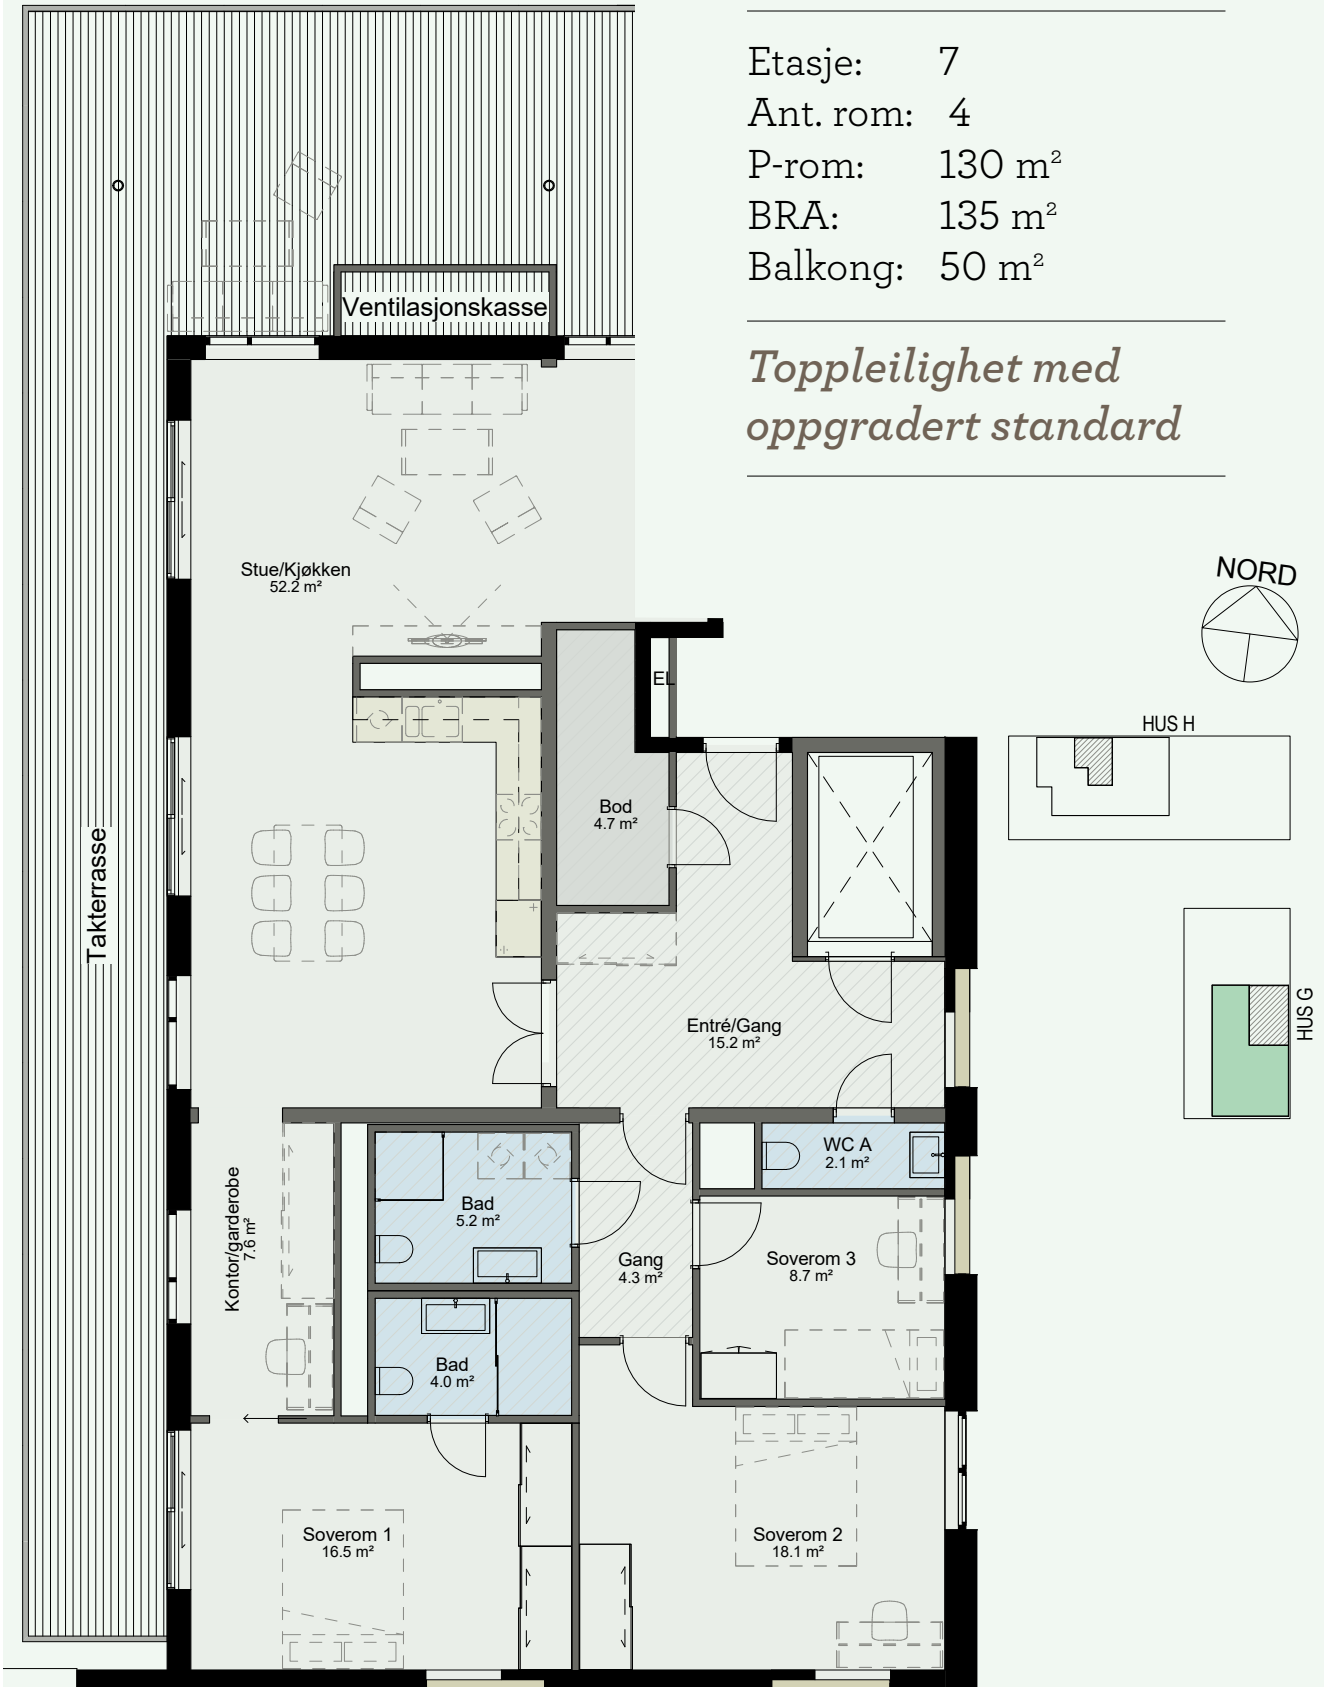 Etasje: 7
Ant. rom: 4
P-rom: 130 m²
BRA: 135 m²
Balkong: 50 m²
Toppleilighet med
oppgradert standard
Ventilasjonskasse
Stue/Kjøkken
52.2 m²
NORD
EL
HUS H
Bod
4.7 m²
Takterrasse
Entré/Gang
15.2 m²
HUS G
WC A
2.1 m²
Kontor/garderobe
7.6 m²
Bad
5.2 m²
Gang
4.3 m²
Soverom 3
8.7 m²
Bad
4.0 m²
Soverom 1
16.5 m²
Soverom 2
18.1 m²